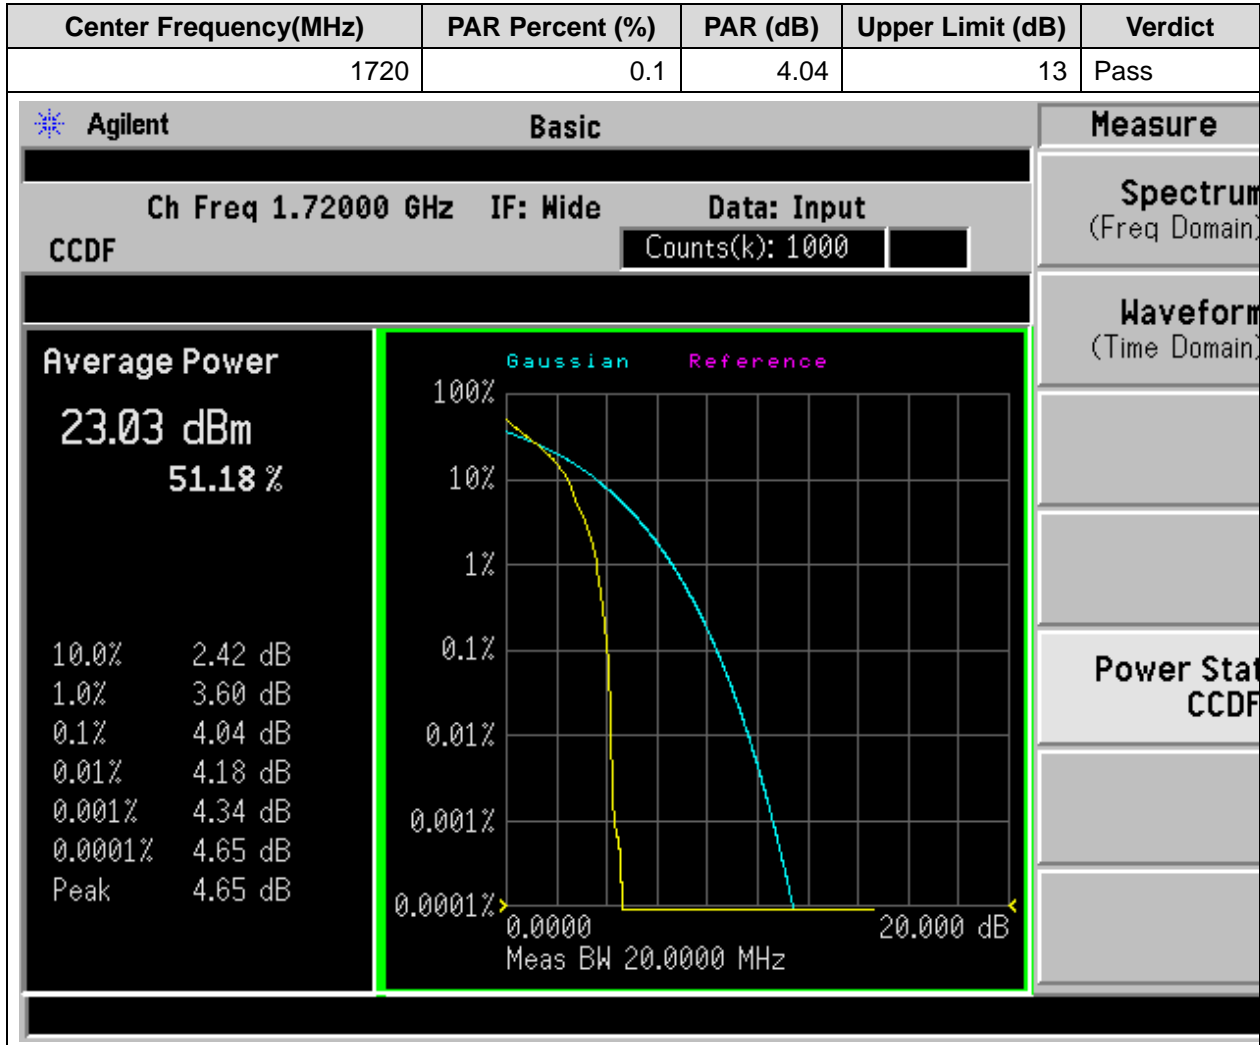 Center Frequency(MHz) PAR Percent (%) PAR (dB) Upper Limit (dB) Verdict
1720 0.1 4.04 13 Pass
Agilent Basic Measure
Ch Freq 1.72000 GHz IF: Wide Data: Input
CCDF Counts(k): 1000
Spectrum
(Freq Domain)
Waveform
(Time Domain)
Power Stat
CCDF
Average Power
23.03 dBm
51.18 %
10.0% 2.42 dB
1.0% 3.60 dB
0.1% 4.04 dB
0.01% 4.18 dB
0.001% 4.34 dB
0.0001% 4.65 dB
Peak 4.65 dB
Gaussian Reference
100%
10%
1%
0.1%
0.01%
0.001%
0.0001%
0.0000 20.000 dB
Meas BW 20.0000 MHz